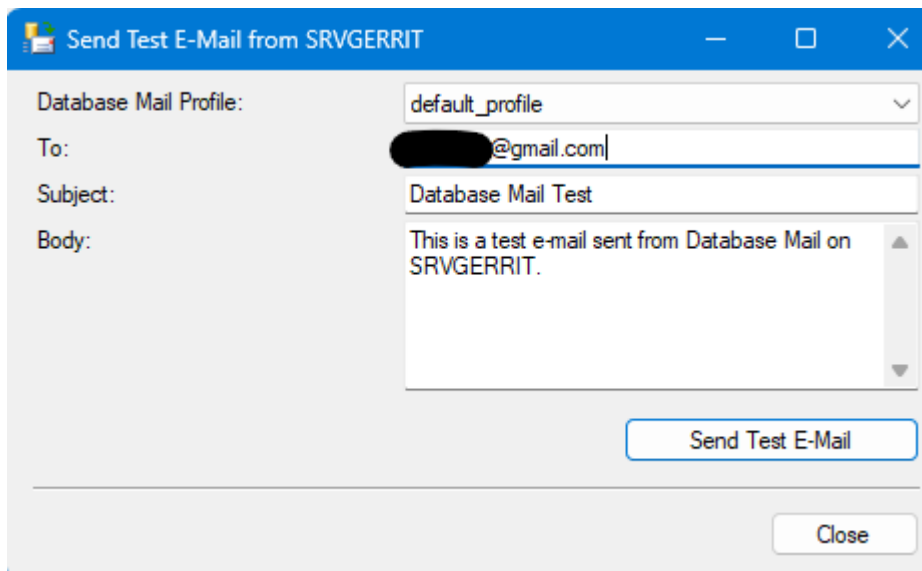 Send Test E-Mail from SRVGERRIT
Database Mail Profile:
default_profile
To:
@gmail.com
Subject:
Database Mail Test
Body:
This is a test e-mail sent from Database Mail on
SRVGERRIT.
Send Test E-Mail
Close